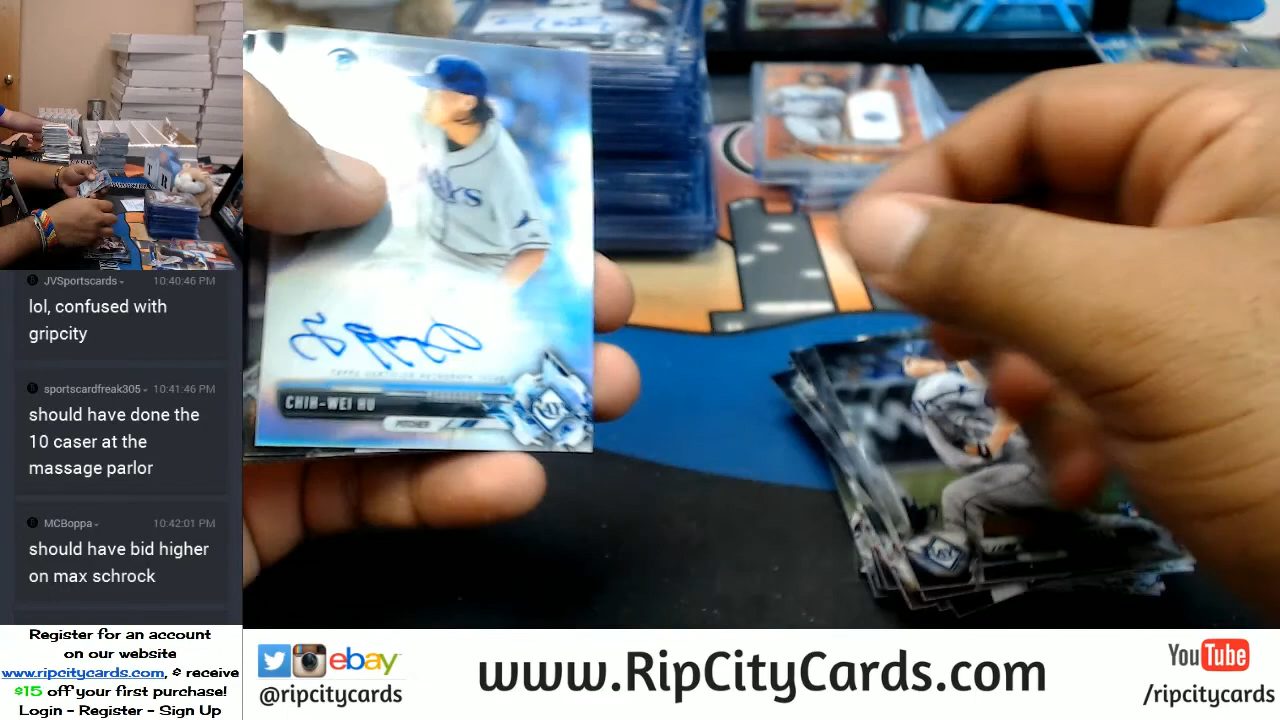 JVSportscards
10:40:46 PM
lol, confused with
gripcity
sportscardfreak305
10:41:46 PM
should have done the
10 caser at the
massage parlor
MCBoppa
10:42:01 PM
should have bid higher
on max schrock
Register for an account
on our website
www.ripcitycards.com, & receive
$15 off your first purchase!
Login - Register - Sign Up
CHIH-WEI HU
PITCHER
ebay
@ripcitycards
www.RipCityCards.com
YouTube
/ripcitycards